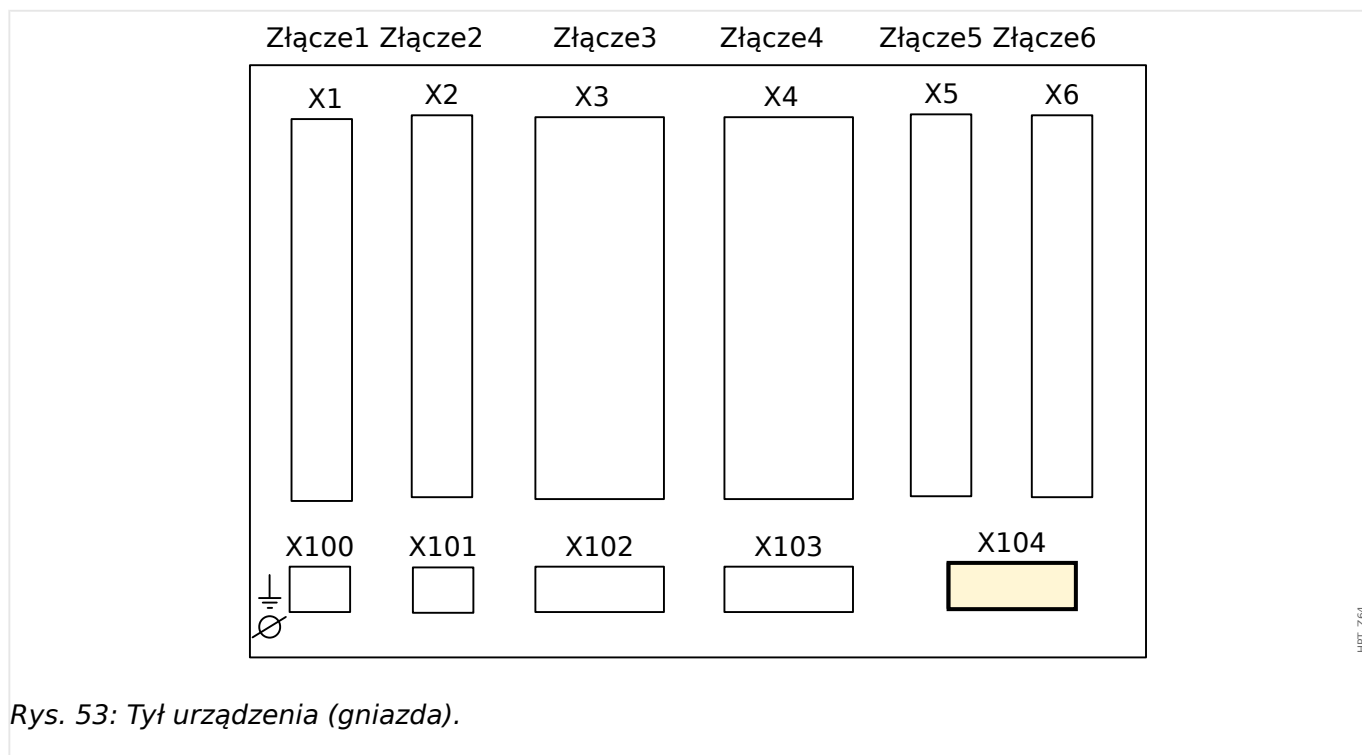 Złącze1 Złącze2 Złącze3 Złącze4 Złącze5 Złącze6
X1 X2 X3 X4 X5 X6
X100 X101 X102 X103 X104
HPT_Z64
Rys. 53: Tył urządzenia (gniazda).